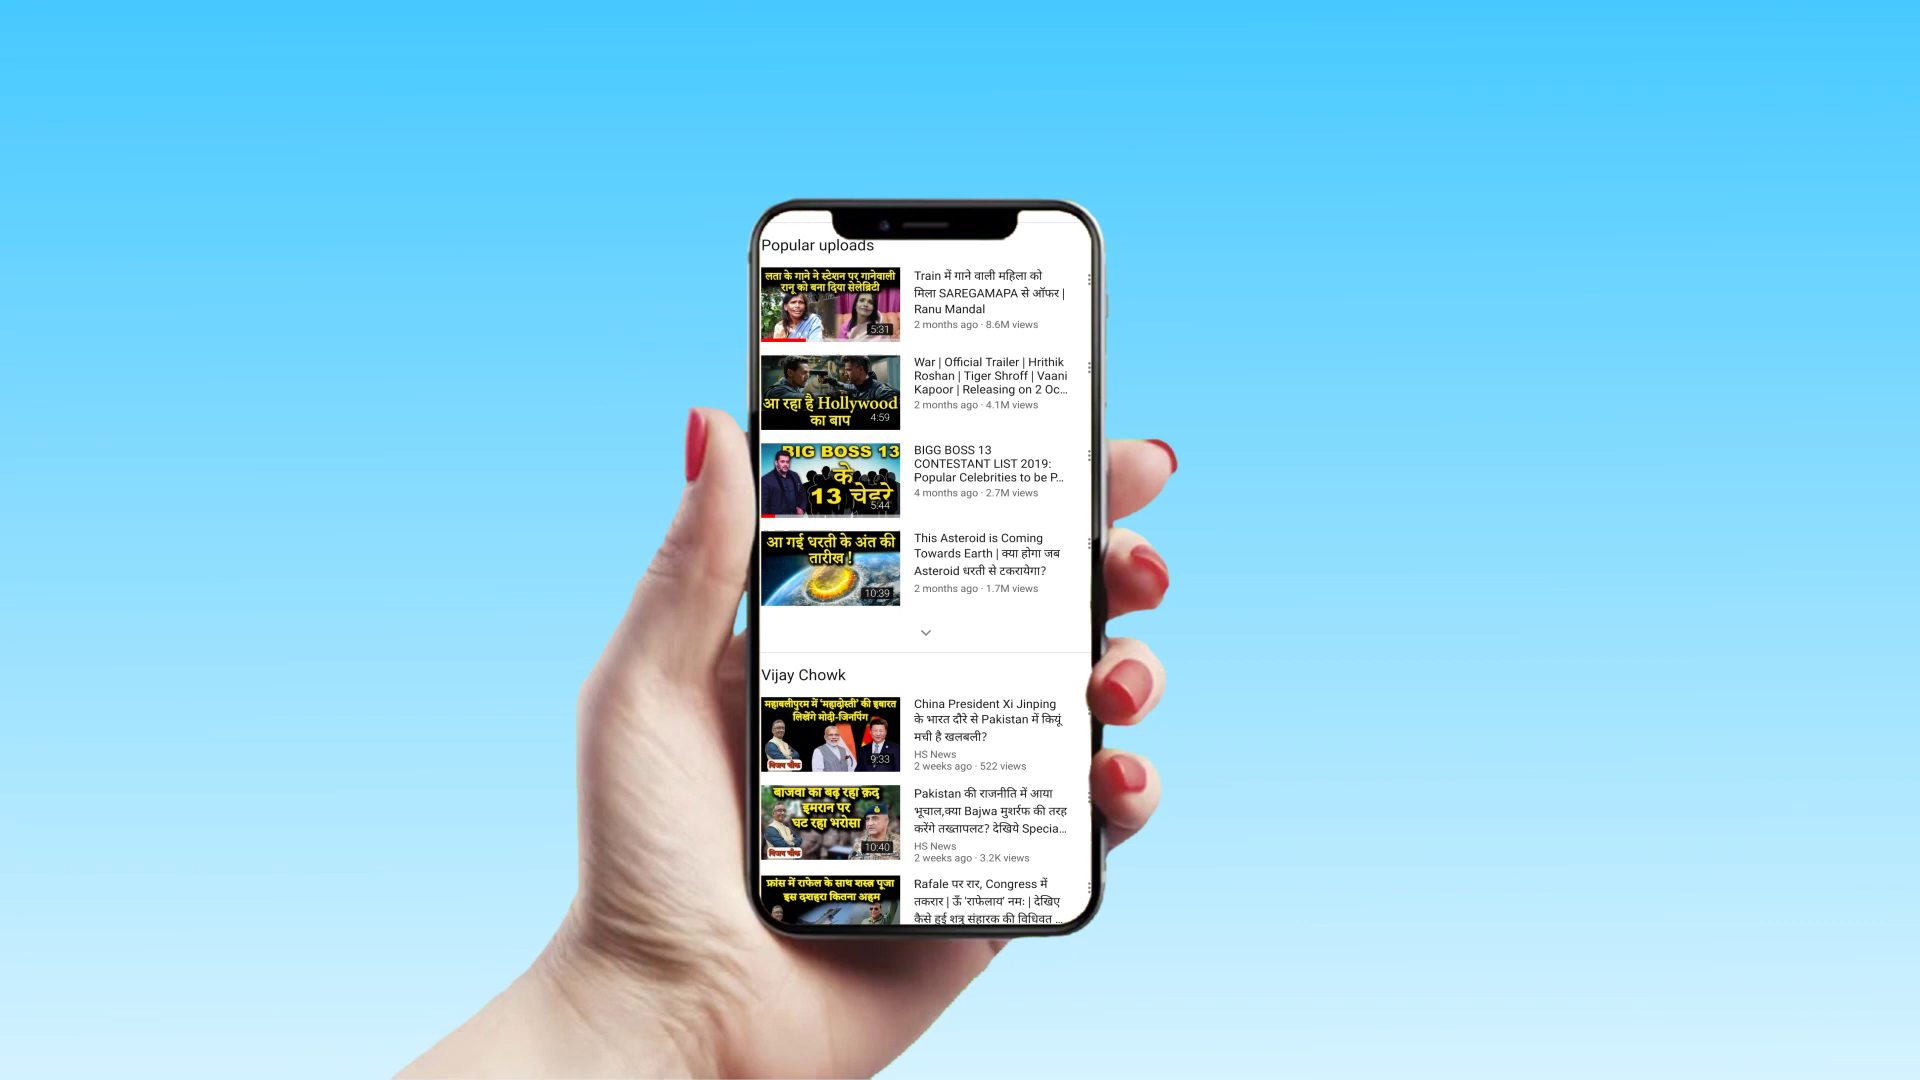 Popular uploads
लता के गाने ने स्टेशन पर गानेवाली
रानू को बना दिया सेलेब्रिटी
5:31
Train में गाने वाली महिला को
मिला SAREGAMAPA से ऑफर |
Ranu Mandal
2 months ago · 8.6M views
आ रहा है Hollywood
का बाप
4:59
War | Official Trailer | Hrithik
Roshan | Tiger Shroff | Vaani
Kapoor | Releasing on 2 Oc...
2 months ago · 4.1M views
BIG BOSS 13
के
13 चेहरे
5:44
BIGG BOSS 13
CONTESTANT LIST 2019:
Popular Celebrities to be P...
4 months ago · 2.7M views
आ गई धरती के अंत की
तारीख !
10:39
This Asteroid is Coming
Towards Earth | क्या होगा जब
Asteroid धरती से टकरायेगा?
2 months ago · 1.7M views
Vijay Chowk
महाबलीपुरम में 'महादोस्ती' की इबारत
लिखेंगे मोदी-जिनपिंग
विजय चौक
9:33
China President Xi Jinping
के भारत दौरे से Pakistan में कियूं
मची है खलबली?
HS News
2 weeks ago · 522 views
बाजवा का बढ़ रहा क़द
इमरान पर
घट रहा भरोसा
विजय चौक
10:40
Pakistan की राजनीति में आया
भूचाल,क्या Bajwa मुशर्रफ की तरह
करेंगे तख्तापलट? देखिये Specia...
HS News
2 weeks ago · 3.2K views
फ्रांस में राफेल के साथ शस्त्र पूजा
इस दशहरा कितना अहम
Rafale पर रार, Congress में
तकरार | ऊँ 'राफेलाय' नमः | देखिए
कैसे हुई शत्रु संहारक की विधिवत ...